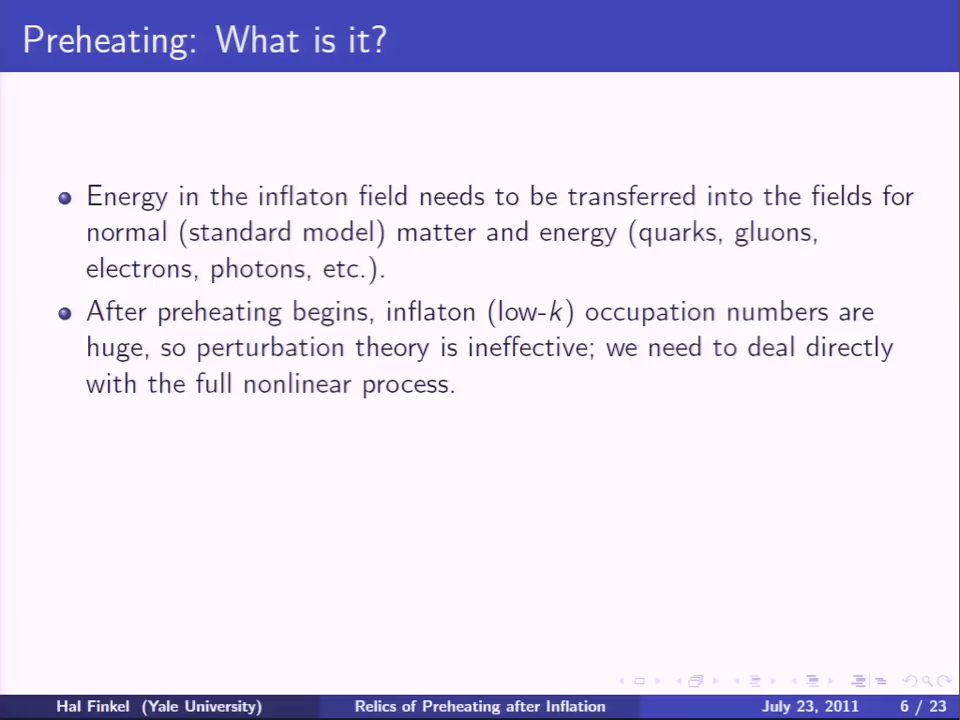 Preheating: What is it?
Energy in the inflaton field needs to be transferred into the fields for
normal (standard model) matter and energy (quarks, gluons,
electrons, photons, etc.).
After preheating begins, inflaton (low-k) occupation numbers are
huge, so perturbation theory is ineffective; we need to deal directly
with the full nonlinear process.
Hal Finkel (Yale University) Relics of Preheating after Inflation July 23, 2011 6 / 23